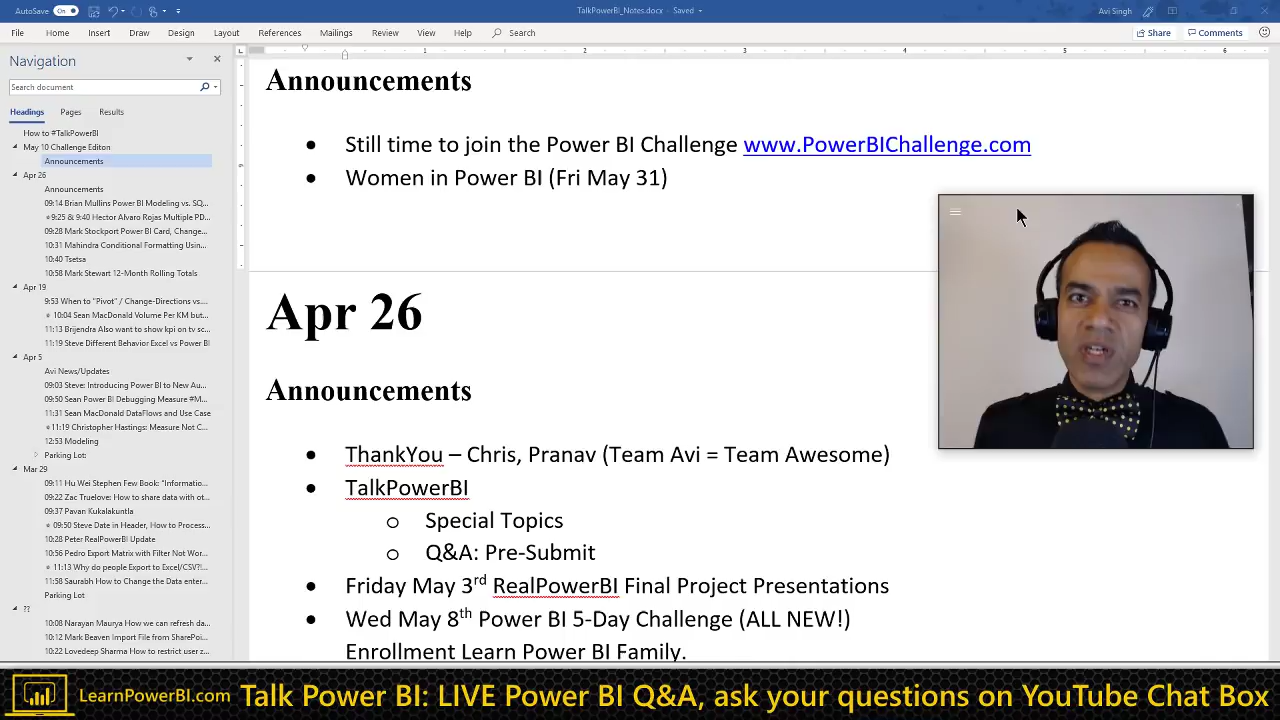 AutoSave On
TalkPowerBI_Notes.docx - Saved
Avi Singh
File Home Insert Draw Design Layout References Mailings Review View Help Search Share Comments
1 2 3 4 5 6
Navigation
Search document
Headings Pages Results
How to #TalkPowerBI
May 10 Challenge Editon
Announcements
Apr 26
Announcements
09:14 Brian Mullins Power BI Modeling vs. SQ...
9:25 & 9:40 Hector Alvaro Rojas Multiple PD...
09:28 Mark Stockport Power BI Card, Change...
10:31 Mahindra Conditional Formatting Usin...
10:40 Tsetsa
10:58 Mark Stewart 12-Month Rolling Totals
Apr 19
9:53 When to "Pivot" / Change-Directions vs....
10:04 Sean MacDonald Volume Per KM but...
11:13 Brijendra Also want to show kpi on tv sc...
11:19 Steve Different Behavior Excel vs Power BI
Apr 5
Avi News/Updates
09:03 Steve: Introducing Power BI to New Au...
09:50 Sean Power BI Debugging Measure #M...
11:31 Sean MacDonald DataFlows and Use Case
11:19 Christopher Hastings: Measure Not C...
12:53 Modeling
Parking Lot:
Mar 29
09:11 Hu Wei Stephen Few Book: "Informatio...
09:22 Zac Truelove: How to share data with ot...
09:37 Pavan Kukalakuntla
09:50 Steve Date in Header, How to Process...
10:28 Peter RealPowerBI Update
10:56 Pedro Export Matrix with Filter Not Wor...
11:13 Why do people Export to Excel/CSV?!...
11:58 Saurabh How to Change the Data enter...
Parking Lot
??
10:08 Narayan Maurya How we can refresh da...
10:12 Mark Beaven Import File from SharePoi...
10:22 Lovedeep Sharma How to restrict user z...
Announcements
• Still time to join the Power BI Challenge www.PowerBIChallenge.com
• Women in Power BI (Fri May 31)
Apr 26
Announcements
• ThankYou – Chris, Pranav (Team Avi = Team Awesome)
• TalkPowerBI
o Special Topics
o Q&A: Pre-Submit
• Friday May 3rd RealPowerBI Final Project Presentations
• Wed May 8th Power BI 5-Day Challenge (ALL NEW!)
Enrollment Learn Power BI Family.
LearnPowerBI.com Talk Power BI: LIVE Power BI Q&A, ask your questions on YouTube Chat Box